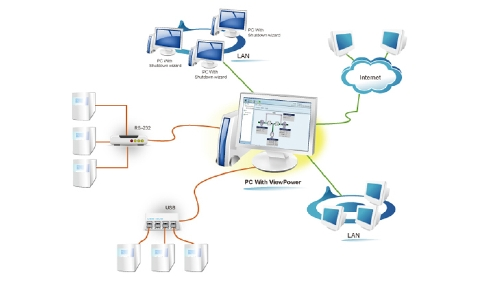 PC With
Shutdown wizard
PC With
Shutdown wizard
PC With
Shutdown wizard
LAN
Internet
RS-232
PC With ViewPower
USB
LAN